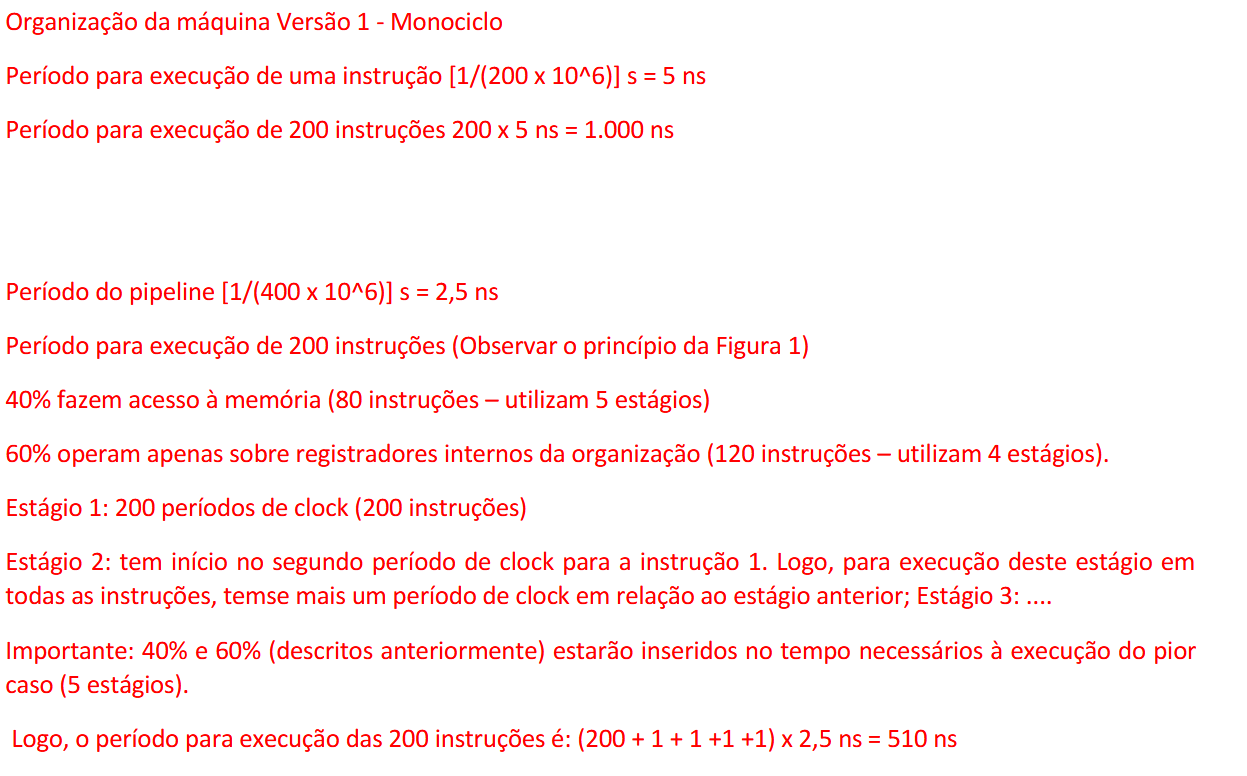 Organização da máquina Versão 1 - Monociclo
Período para execução de uma instrução [1/(200 x 10^6)] s = 5 ns
Período para execução de 200 instruções 200 x 5 ns = 1.000 ns
Período do pipeline [1/(400 x 10^6)] s = 2,5 ns
Período para execução de 200 instruções (Observar o princípio da Figura 1)
40% fazem acesso à memória (80 instruções – utilizam 5 estágios)
60% operam apenas sobre registradores internos da organização (120 instruções – utilizam 4 estágios).
Estágio 1: 200 períodos de clock (200 instruções)
Estágio 2: tem início no segundo período de clock para a instrução 1. Logo, para execução deste estágio em
todas as instruções, temse mais um período de clock em relação ao estágio anterior; Estágio 3: ....
Importante: 40% e 60% (descritos anteriormente) estarão inseridos no tempo necessários à execução do pior
caso (5 estágios).
Logo, o período para execução das 200 instruções é: (200 + 1 + 1 +1 +1) x 2,5 ns = 510 ns